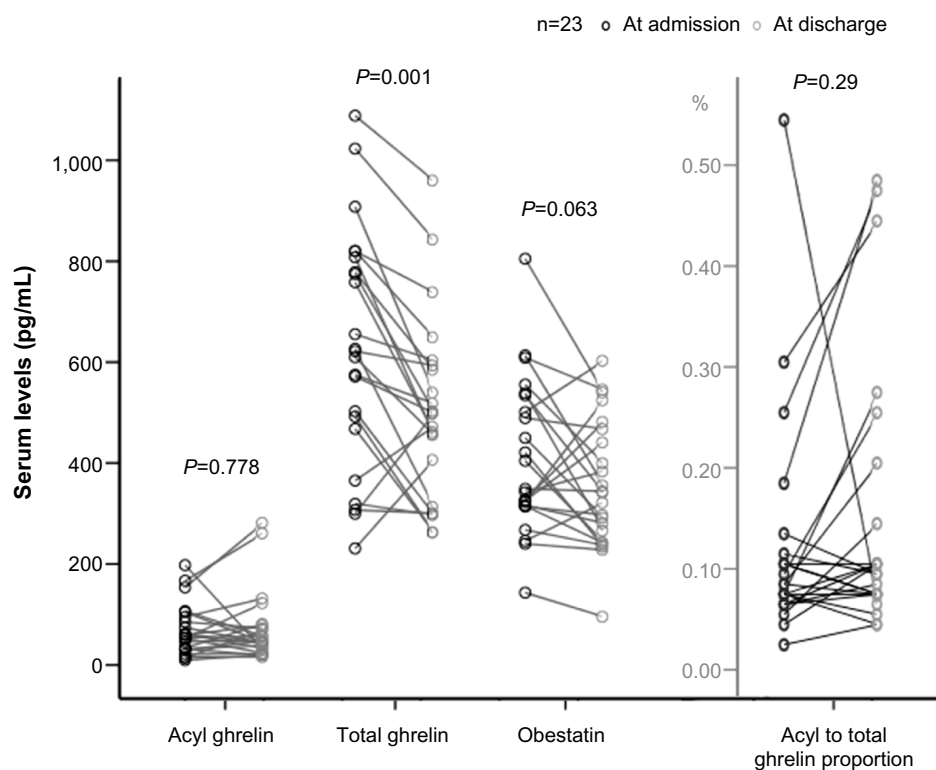 n=23 At admission At discharge
P=0.001
P=0.29
%
1,000
0.50
P=0.063
800
0.40
600
0.30
Serum levels (pg/mL)
P=0.778
400
0.20
200
0.10
0
0.00
Acyl ghrelin
Total ghrelin
Obestatin
Acyl to total
ghrelin proportion